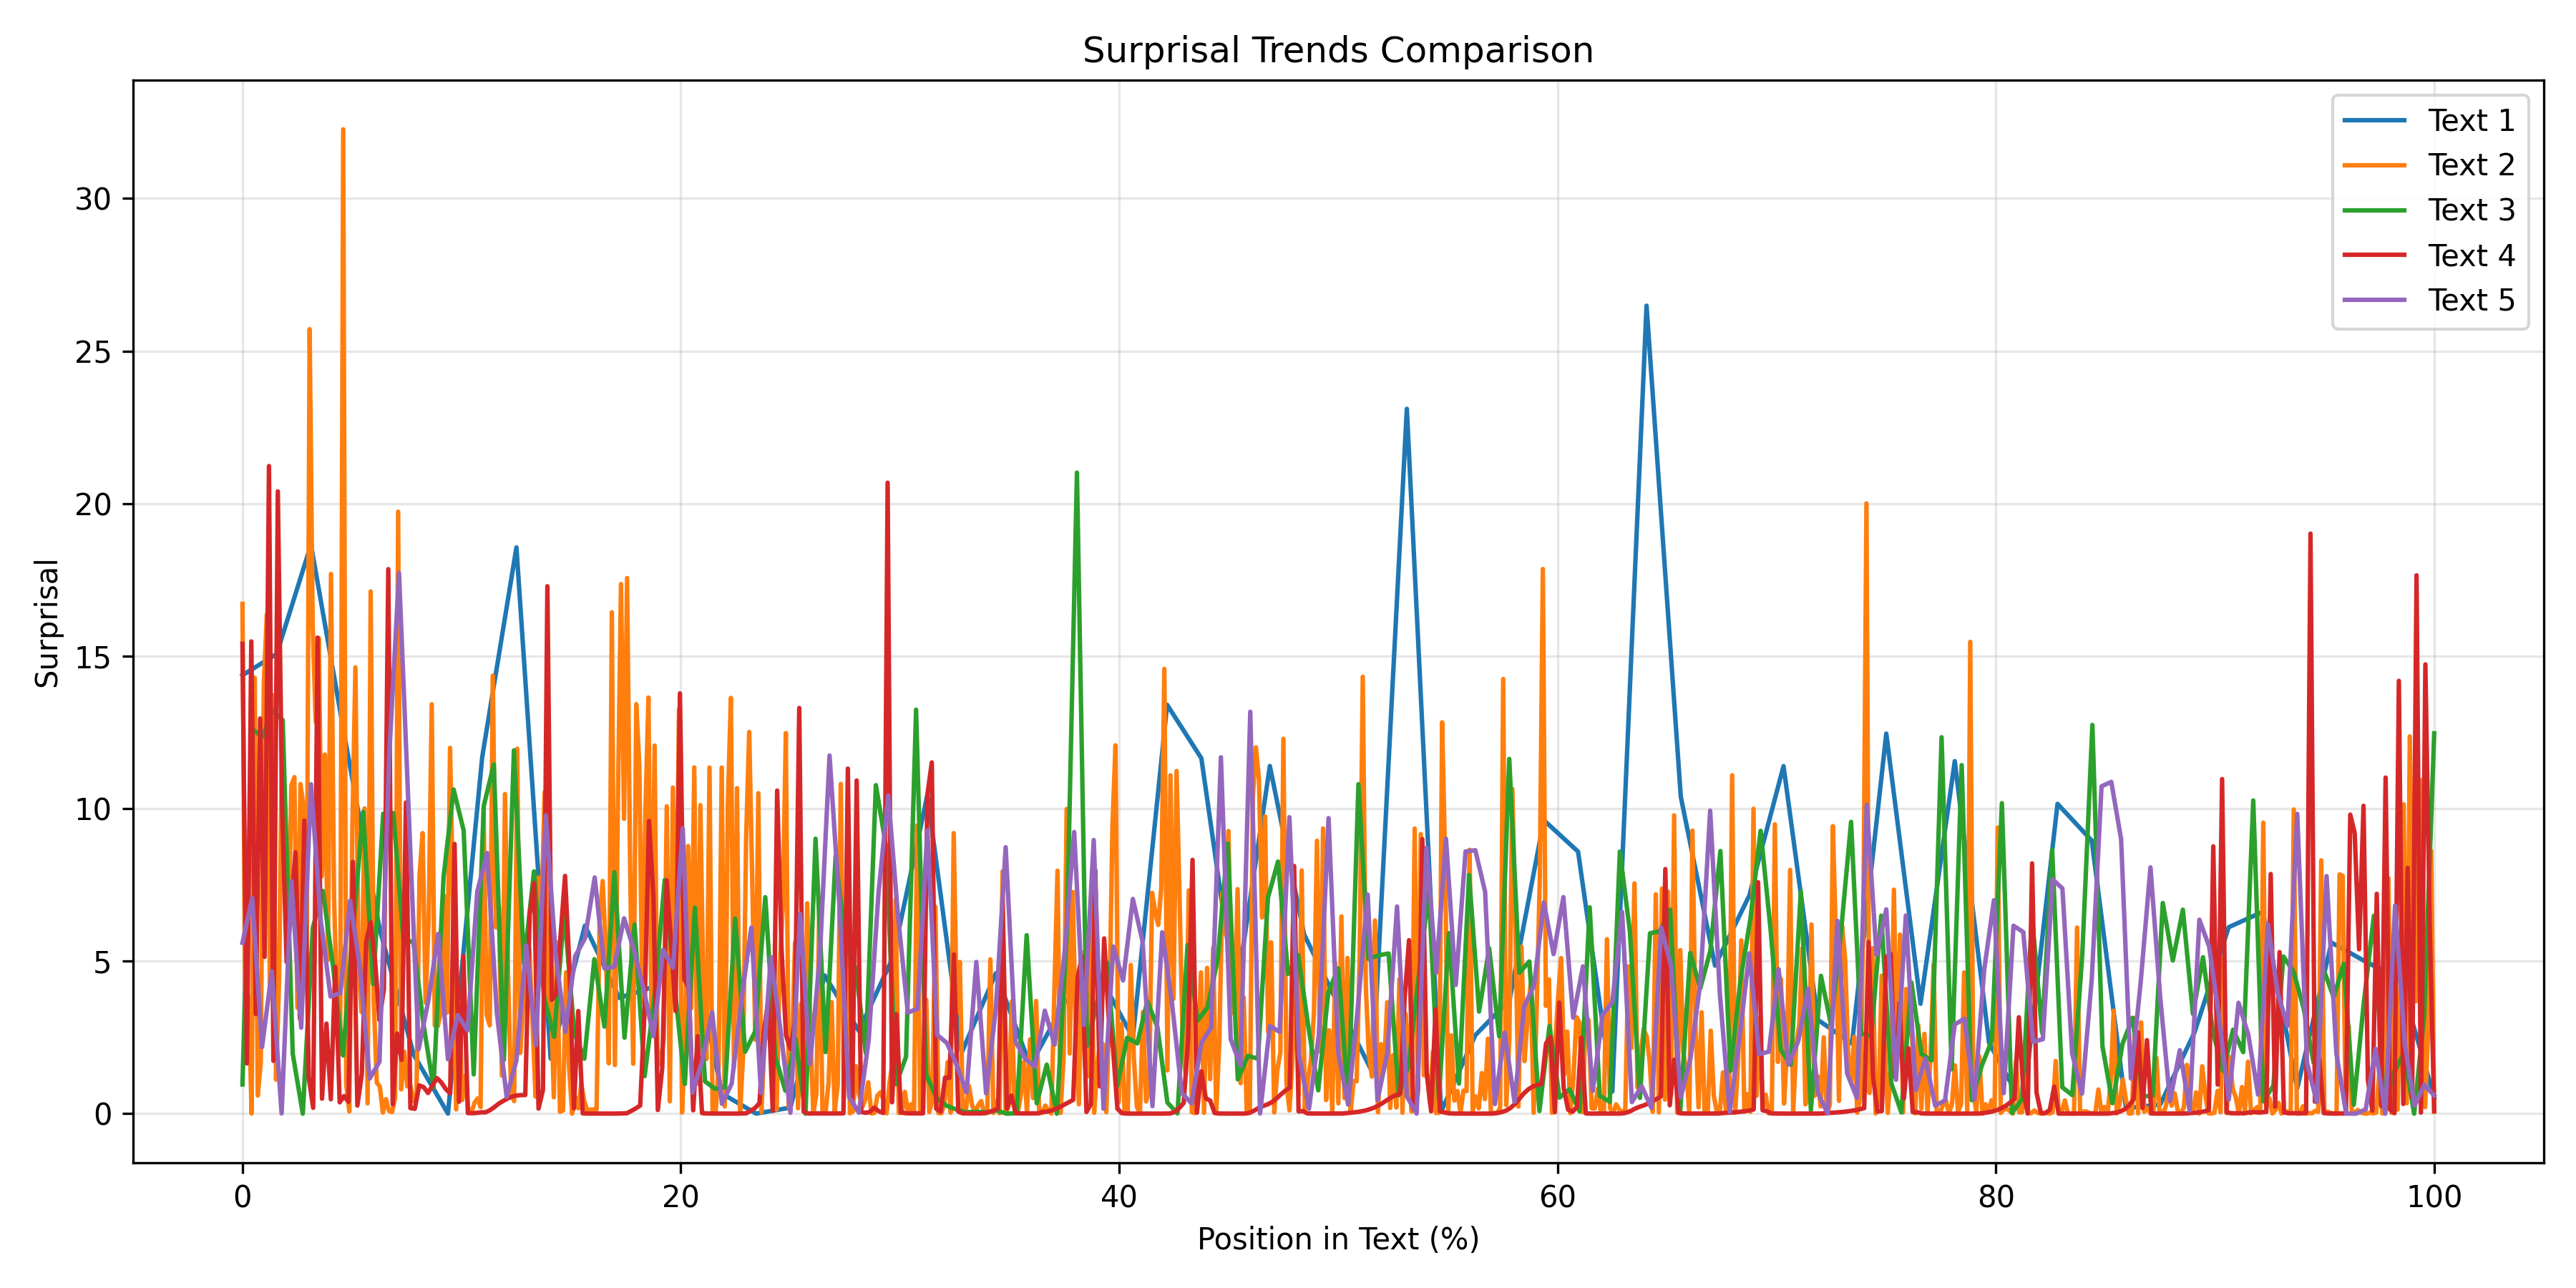 Surprisal Trends Comparison
Text 1
Text 2
Text 3
Text 4
Text 5
30
25
20
15
10
5
0
Surprisal
0 20 40 60 80 100
Position in Text (%)